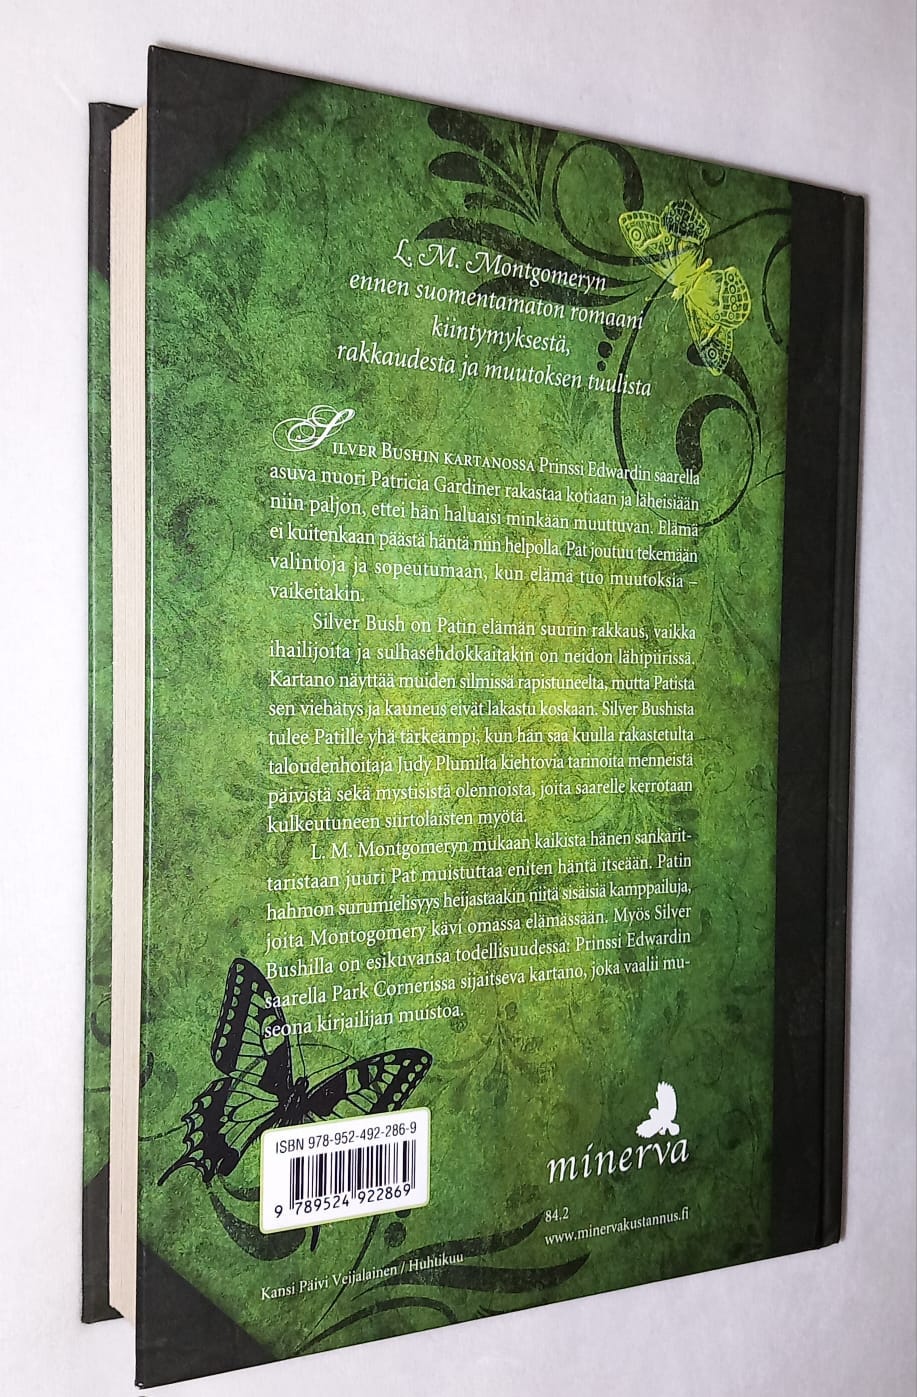 L. M. Montgomeryn
ennen suomentamaton romaani
kiintymyksestä,
rakkaudesta ja muutoksen tuulista
SILVER BUSHIN KARTANOSSA Prinssi Edwardin saarella
asuva nuori Patricia Gardiner rakastaa kotiaan ja läheisiään
niin paljon, ettei hän haluaisi minkään muuttuvan. Elämä
ei kuitenkaan päästä häntä niin helpolla. Pat joutuu tekemään
valintoja ja sopeutumaan, kun elämä tuo muutoksia –
vaikeitakin.
Silver Bush on Patin elämän suurin rakkaus, vaikka
ihailijoita ja sulhasehdokkaitakin on neidon lähipiirissä.
Kartano näyttää muiden silmissä rapistuneelta, mutta Patista
sen viehätys ja kauneus eivät lakastu koskaan. Silver Bushista
tulee Patille yhä tärkeämpi, kun hän saa kuulla rakastetulta
taloudenhoitaja Judy Plumilta kiehtovia tarinoita menneistä
päivistä sekä mystisistä olennoista, joita saarelle kerrotaan
kulkeutuneen siirtolaisten myötä.
L. M. Montgomeryn mukaan kaikista hänen sankarit-
taristaan juuri Pat muistuttaa eniten häntä itseään. Patin
hahmon surumielisyys heijastaakin niitä sisäisiä kamppailuja,
joita Montogomery kävi omassa elämässään. Myös Silver
Bushilla on esikuvansa todellisuudessa: Prinssi Edwardin
saarella Park Cornerissa sijaitseva kartano, joka vaalii mu-
seona kirjailijan muistoa.
ISBN 978-952-492-286-9
9 789524 922869
minerva
84.2
www.minervakustannus.fi
Kansi Päivi Veijalainen / Huhtikuu